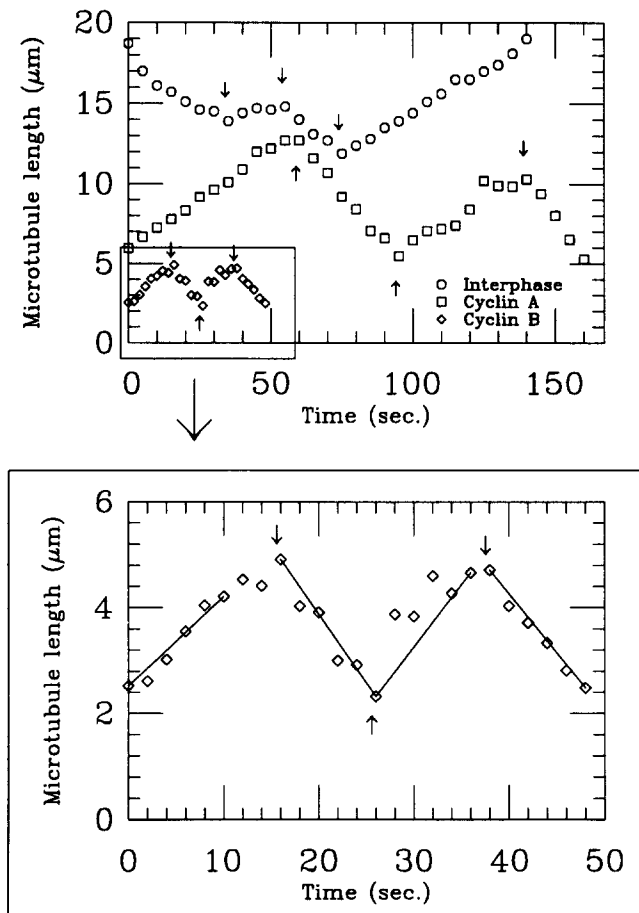 20
15
10
5
0
Microtubule length (μm)
Interphase
Cyclin A
Cyclin B
0 50 100 150
Time (sec.)
6
4
2
0
Microtubule length (μm)
0 10 20 30 40 50
Time (sec.)